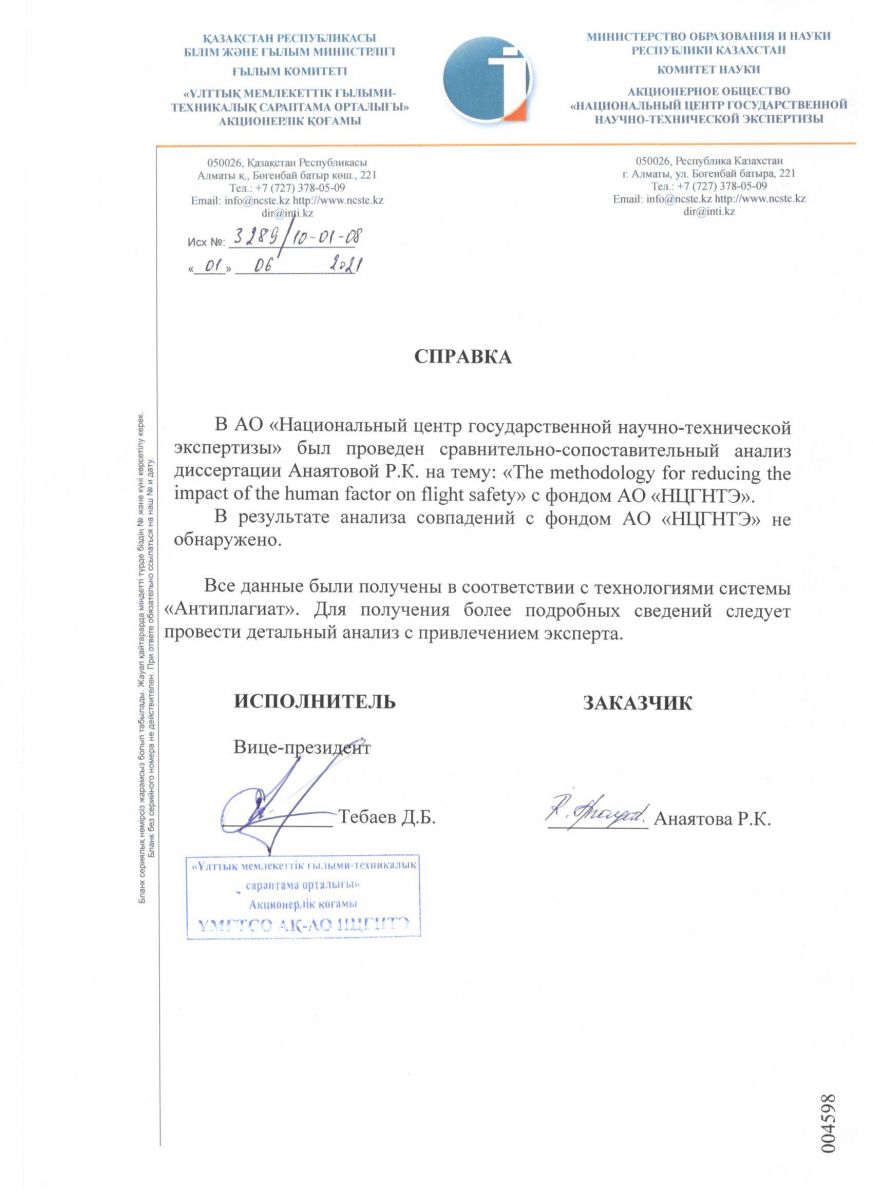 ҚАЗАҚСТАН РЕСПУБЛИКАСЫ
БІЛІМ ЖӘНЕ ҒЫЛЫМ МИНИСТРЛІГІ
ҒЫЛЫМ КОМИТЕТІ
«ҰЛТТЫҚ МЕМЛЕКЕТТІК ҒЫЛЫМИ-
ТЕХНИКАЛЫҚ САРАПТАМА ОРТАЛЫҒЫ»
АКЦИОНЕРЛІК ҚОҒАМЫ
МИНИСТЕРСТВО ОБРАЗОВАНИЯ И НАУКИ
РЕСПУБЛИКИ КАЗАХСТАН
КОМИТЕТ НАУКИ
АКЦИОНЕРНОЕ ОБЩЕСТВО
«НАЦИОНАЛЬНЫЙ ЦЕНТР ГОСУДАРСТВЕННОЙ
НАУЧНО-ТЕХНИЧЕСКОЙ ЭКСПЕРТИЗЫ»
050026, Қазақстан Республикасы
Алматы қ., Бөгенбай батыр көш., 221
Тел.: +7 (727) 378-05-09
Email: info@ncste.kz http://www.ncste.kz
dir@inti.kz
050026, Республика Казахстан
г. Алматы, ул. Богенбай батыра, 221
Тел.: +7 (727) 378-05-09
Email: info@ncste.kz http://www.ncste.kz
dir@inti.kz
Исх №: 3289/10-01-08
«01» 06 2021
СПРАВКА
В АО «Национальный центр государственной научно-технической
экспертизы» был проведен сравнительно-сопоставительный анализ
диссертации Анаятовой Р.К. на тему: «The methodology for reducing the
impact of the human factor on flight safety» с фондом АО «НЦГНТЭ».
В результате анализа совпадений с фондом АО «НЦГНТЭ» не
обнаружено.
Все данные были получены в соответствии с технологиями системы
«Антиплагиат». Для получения более подробных сведений следует
провести детальный анализ с привлечением эксперта.
ИСПОЛНИТЕЛЬ
ЗАКАЗЧИК
Вице-президент
Тебаев Д.Б.
Анаятова Р.К.
«Ұлттық мемлекеттік ғылыми-техникалық
сараптама орталығы»
Акционерлік қоғамы
ҰМҒТСО АҚ-АО НЦГНТЭ
Бланк сериялық нөмірсіз жарамсыз болып табылады. Жауап қайтарарда міндетті түрде біздің № және күні көрсетілу керек.
Бланк без серийного номера не действителен. При ответе обязательно ссылаться на наш № и дату.
004598